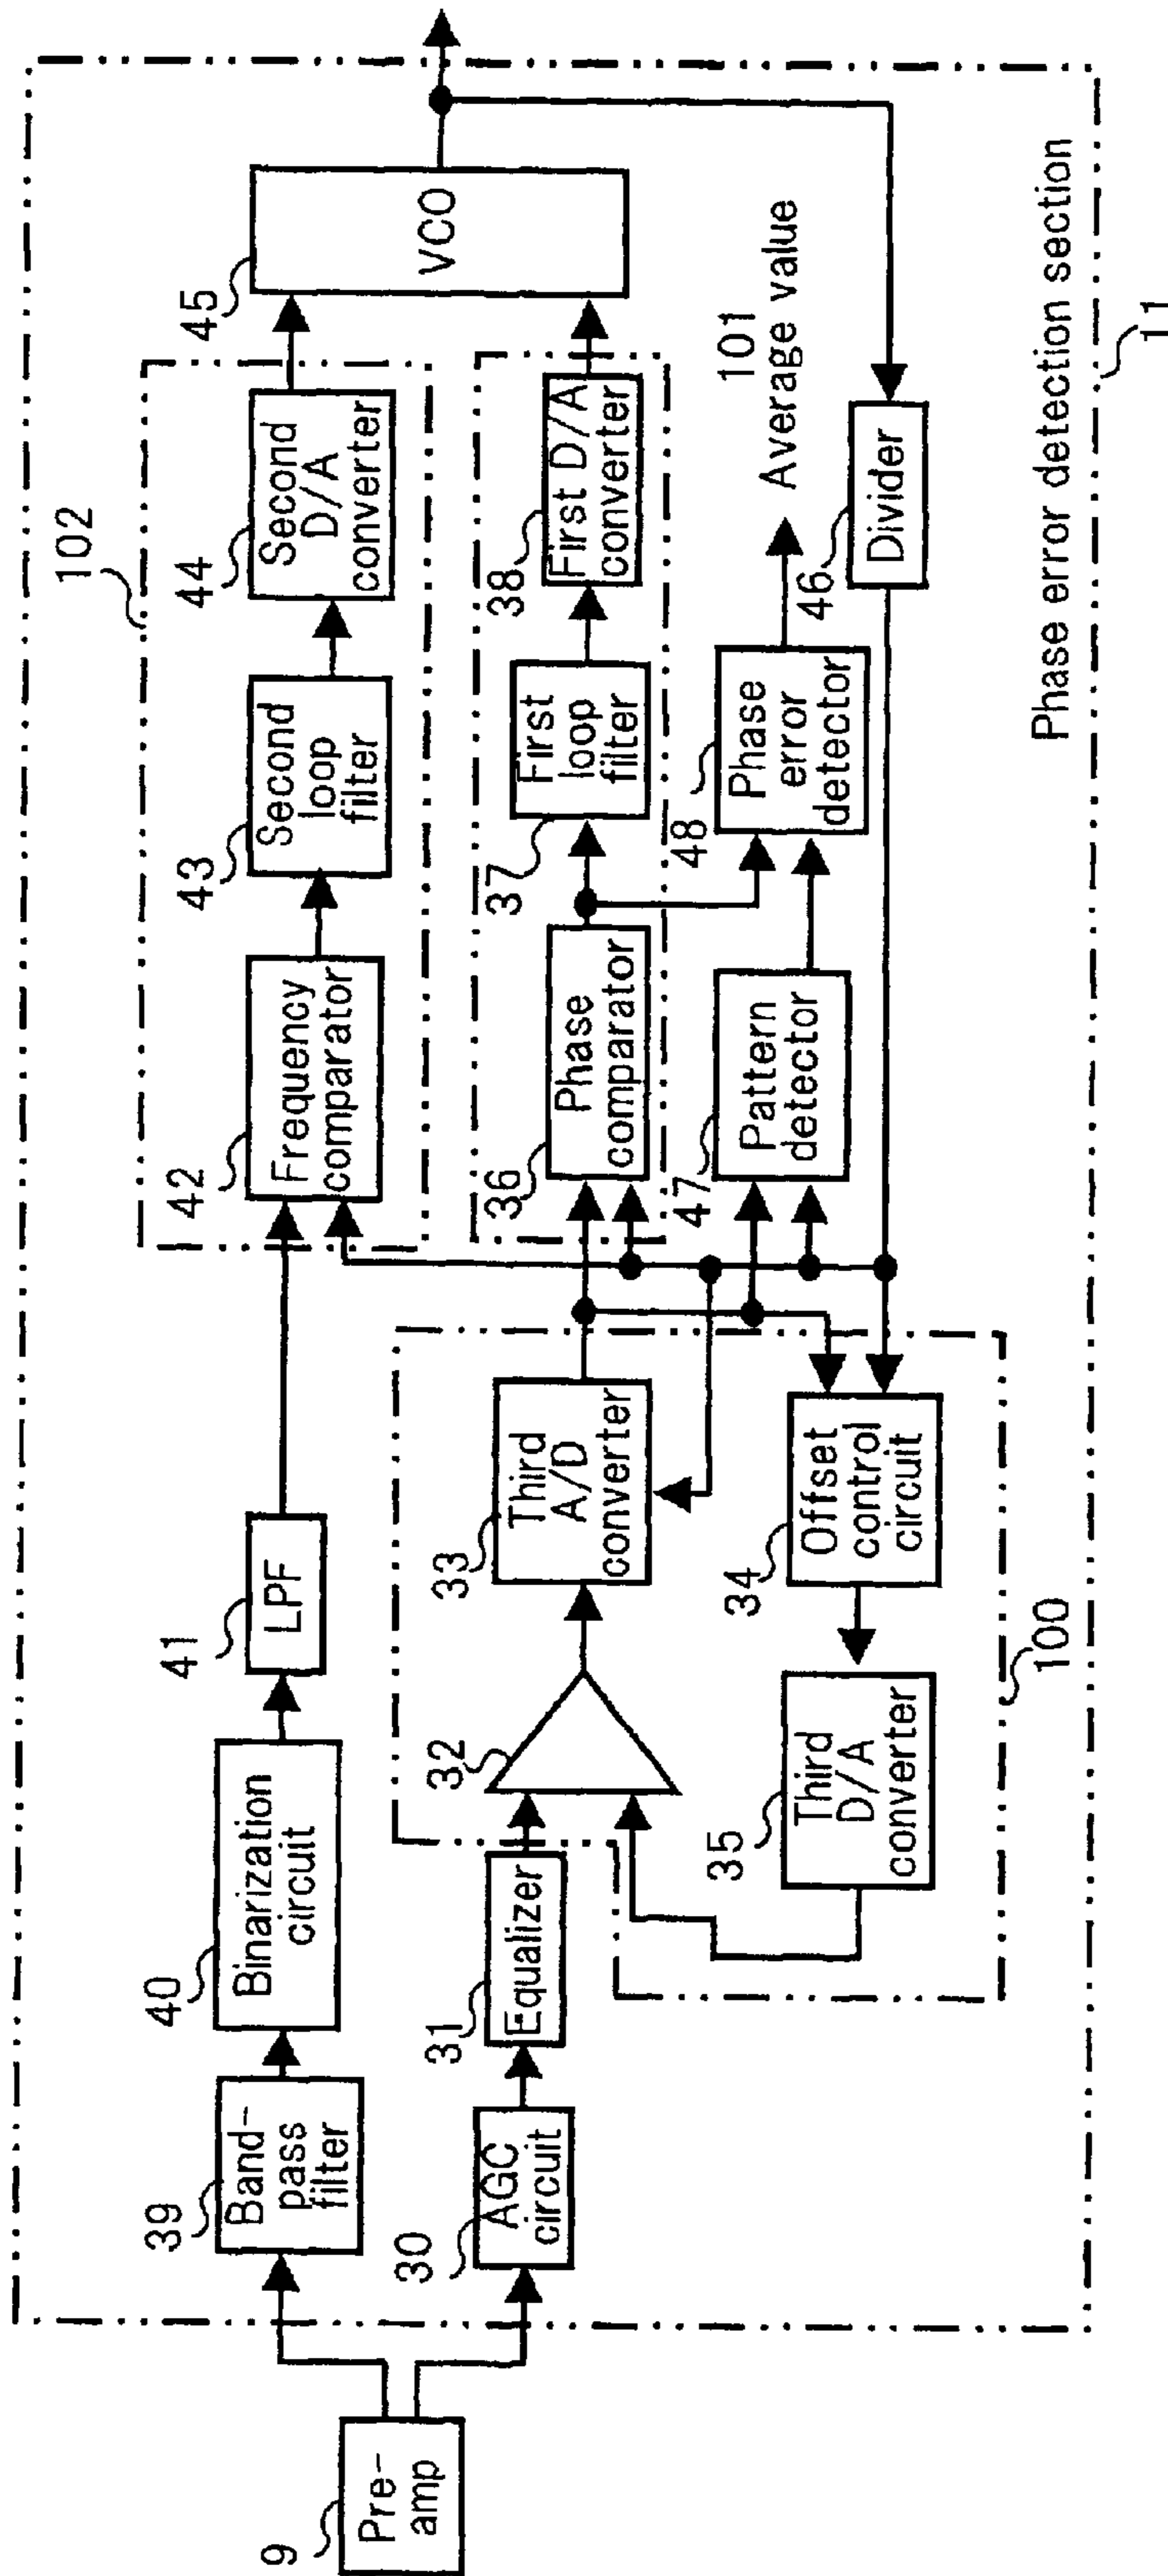 102
39
Band-
pass
filter
40
Binarization
circuit
41
LPF
42
Frequency
comparator
43
Second
loop
filter
44
Second
D/A
converter
45
VCO
9
Pre-
amp
30
AGC
circuit
31
Equalizer
32
33
Third
A/D
converter
36
Phase
comparator
37
First
loop
filter
38
First D/A
converter
101
Average value
35
Third
D/A
converter
34
Offset
control
circuit
47
Pattern
detector
48
Phase
error
detector
46
Divider
100
Phase error detection section
11